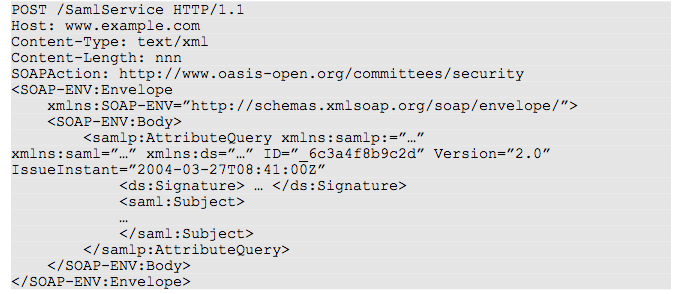 POST /SamlService HTTP/1.1
Host: www.example.com
Content-Type: text/xml
Content-Length: nnn
SOAPAction: http://www.oasis-open.org/committees/security
<SOAP-ENV:Envelope
xmlns:SOAP-ENV=”http://schemas.xmlsoap.org/soap/envelope/”>
<SOAP-ENV:Body>
<samlp:AttributeQuery xmlns:samlp:=”…”
xmlns:saml=”…” xmlns:ds=”…” ID=”_6c3a4f8b9c2d” Version=”2.0”
IssueInstant=”2004-03-27T08:41:00Z”
<ds:Signature> … </ds:Signature>
<saml:Subject>
…
</saml:Subject>
</samlp:AttributeQuery>
</SOAP-ENV:Body>
</SOAP-ENV:Envelope>